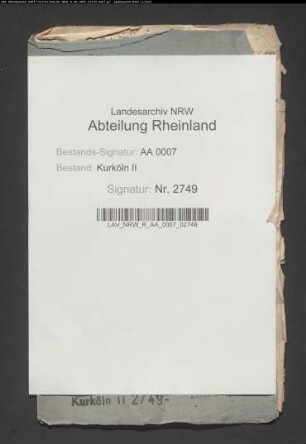 Landesarchiv NRW
Abteilung Rheinland
Bestands-Signatur: AA 0007
Bestand: Kurköln II
Signatur: Nr. 2749
LAV_NRW_R_AA_0007_02749
Kurköln II 2749